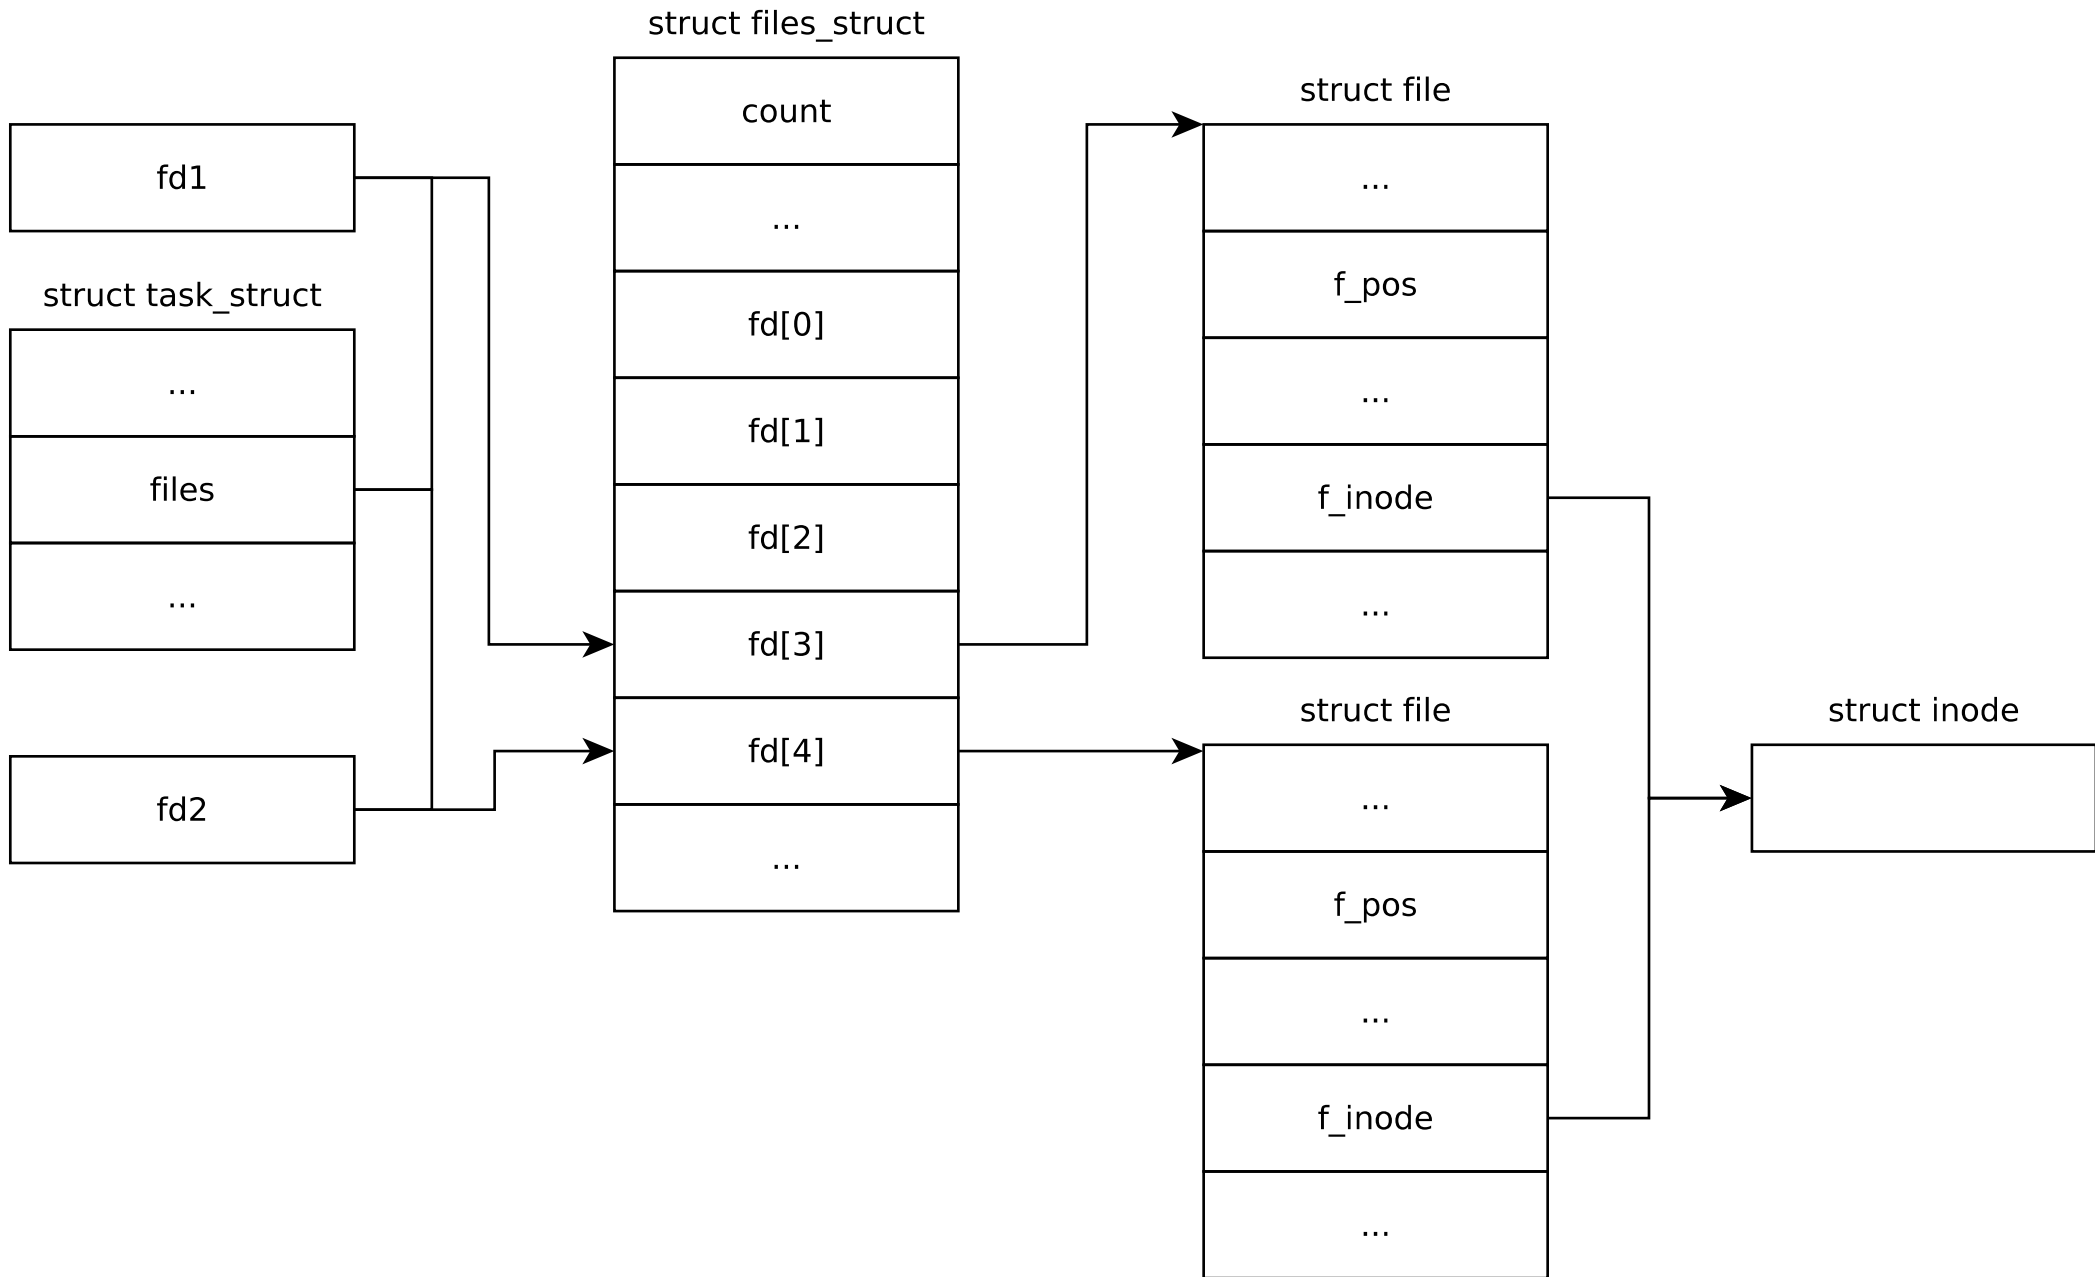 fd1
struct task_struct
...
files
...
fd2
struct files_struct
count
...
fd[0]
fd[1]
fd[2]
fd[3]
fd[4]
...
struct file
...
f_pos
...
f_inode
...
struct file
...
f_pos
...
f_inode
...
struct inode